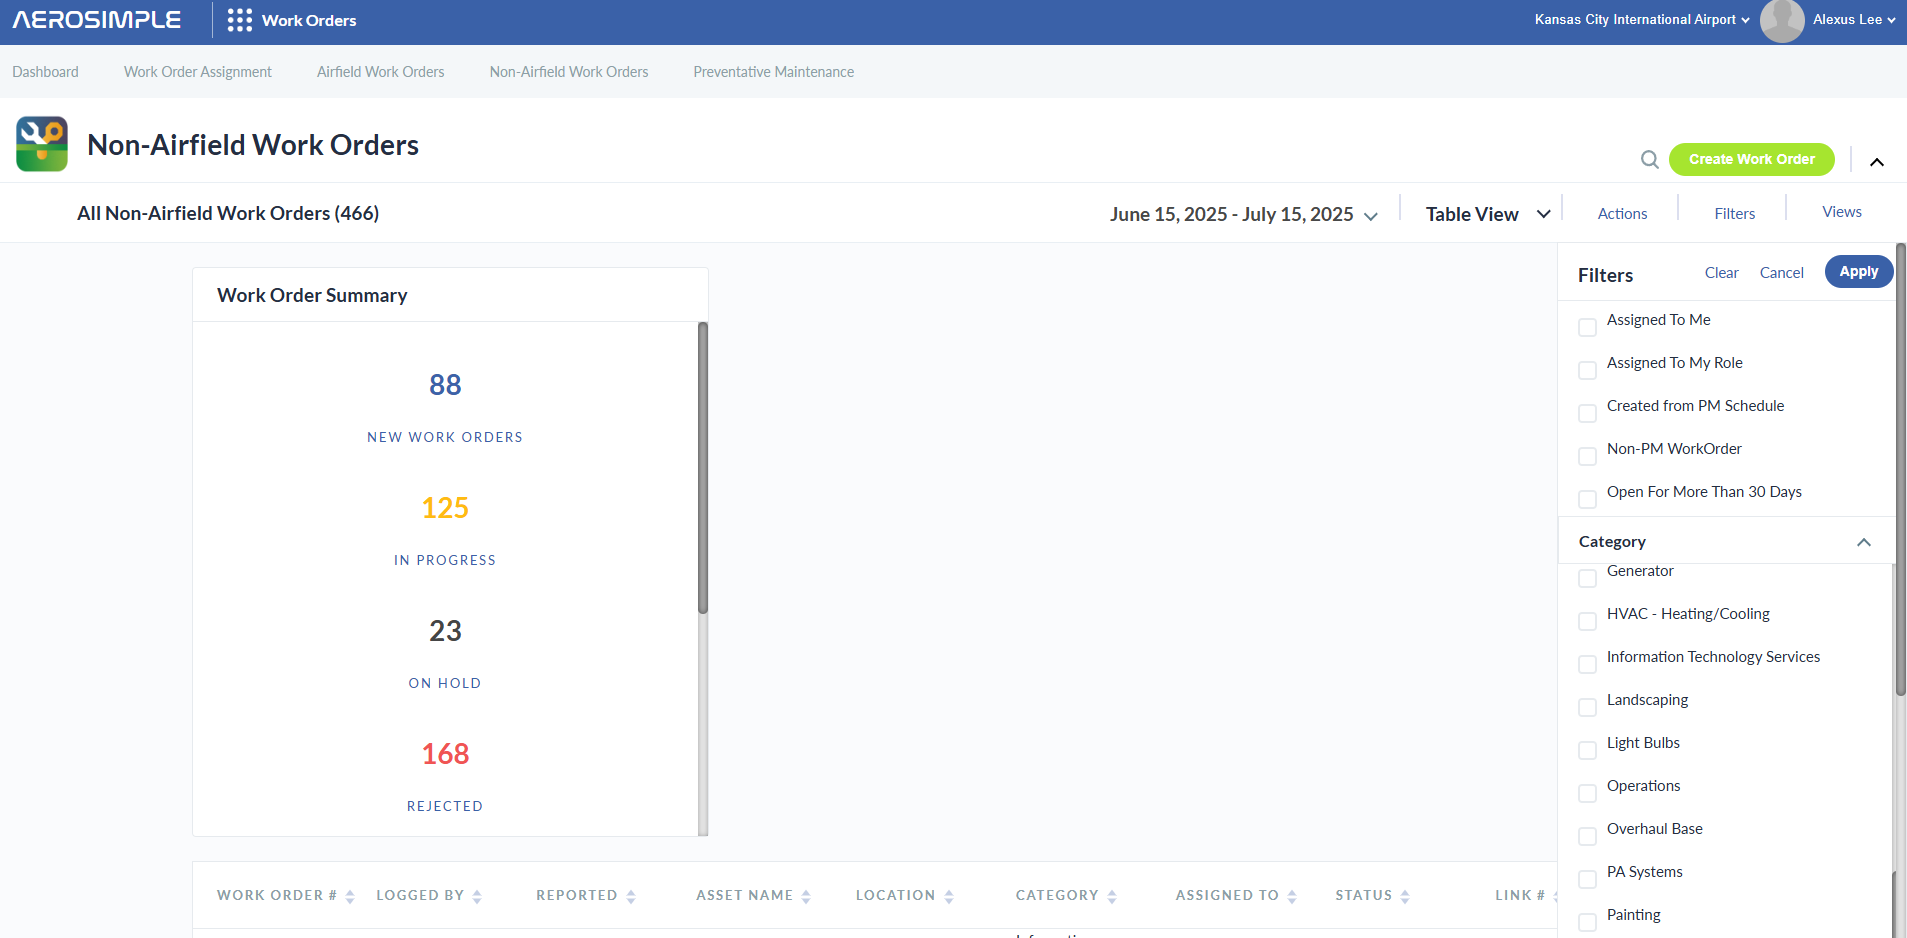 AEROSIMPLE
Work Orders
Kansas City International Airport
Alexus Lee
Dashboard
Work Order Assignment
Airfield Work Orders
Non-Airfield Work Orders
Preventative Maintenance
Non-Airfield Work Orders
Create Work Order
All Non-Airfield Work Orders (466)
June 15, 2025 - July 15, 2025
Table View
Actions
Filters
Views
Work Order Summary
88
NEW WORK ORDERS
125
IN PROGRESS
23
ON HOLD
168
REJECTED
WORK ORDER #
LOGGED BY
REPORTED
ASSET NAME
LOCATION
CATEGORY
ASSIGNED TO
STATUS
LINK #
Filters
Clear
Cancel
Apply
Assigned To Me
Assigned To My Role
Created from PM Schedule
Non-PM WorkOrder
Open For More Than 30 Days
Category
Generator
HVAC - Heating/Cooling
Information Technology Services
Landscaping
Light Bulbs
Operations
Overhaul Base
PA Systems
Painting